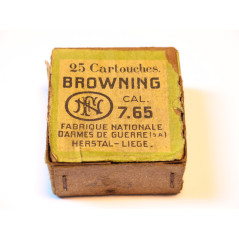 25 Cartouches.
BROWNING
FN CAL.
7.65
FABRIQUE NATIONALE
D'ARMES DE GUERRE (S.A.)
HERSTAL-LIEGE.